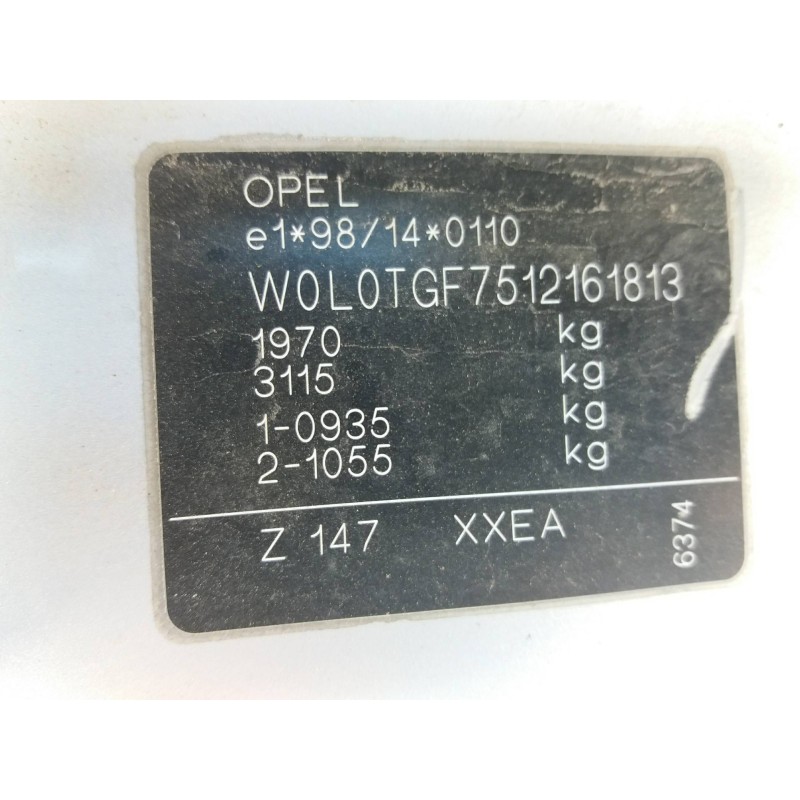 OPEL
e1*98/14*0110
W0L0TGF7512161813
1970 kg
3115 kg
1-0935 kg
2-1055 kg
Z 147 XXEA
6374